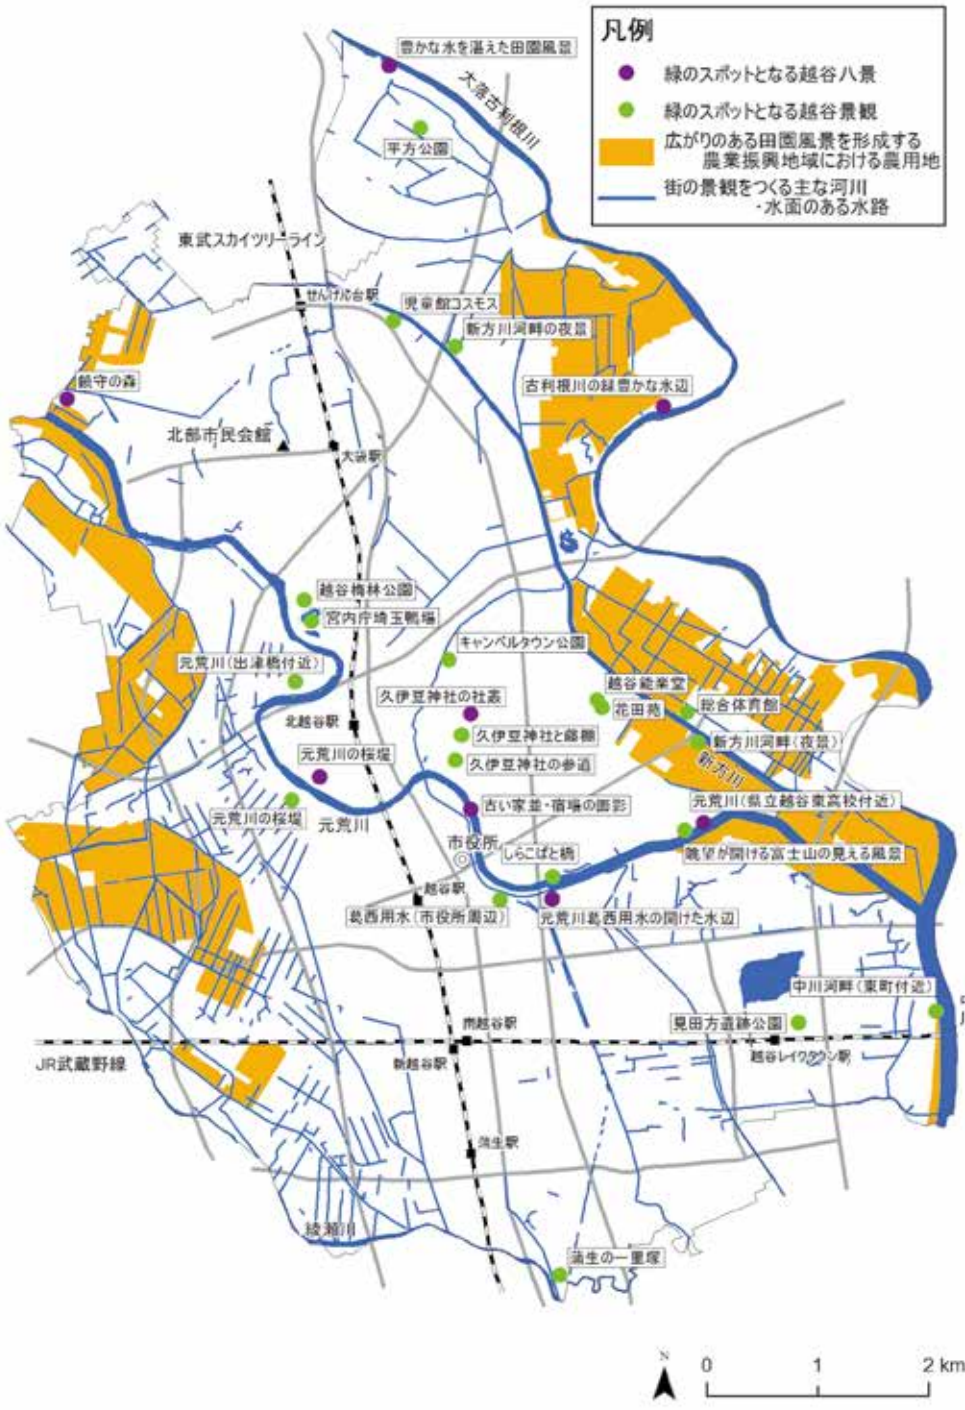 凡例
緑のスポットとなる越谷八景
緑のスポットとなる越谷景観
広がりのある田園風景を形成する
農業振興地域における農用地
街の景観をつくる主な河川
・水面のある水路
豊かな水を湛えた田園風景
大落古利根川
平方公園
東武スカイツリーライン
せんげん台駅
児童館コスモス
新方川河畔の夜景
古利根川の緑豊かな水辺
鎮守の森
北部市民会館
大袋駅
越谷梅林公園
宮内庁埼玉鴨場
キャンベルタウン公園
元荒川(出津橋付近)
越谷能楽堂
久伊豆神社の社叢
花田苑
総合体育館
北越谷駅
久伊豆神社と藤棚
新方川河畔(夜景)
新方川
元荒川の桜堤
久伊豆神社の参道
元荒川の桜堤
元荒川
古い家並・宿場の面影
元荒川(県立越谷東高校付近)
市役所
しらこばと橋
眺望が開ける富士山の見える風景
越谷駅
葛西用水(市役所周辺)
元荒川葛西用水の開けた水辺
中川河畔(東町付近)
見田方遺跡公園
南越谷駅
JR武蔵野線
新越谷駅
越谷レイクタウン駅
蒲生駅
綾瀬川
蒲生の一里塚
N
0 1 2 km